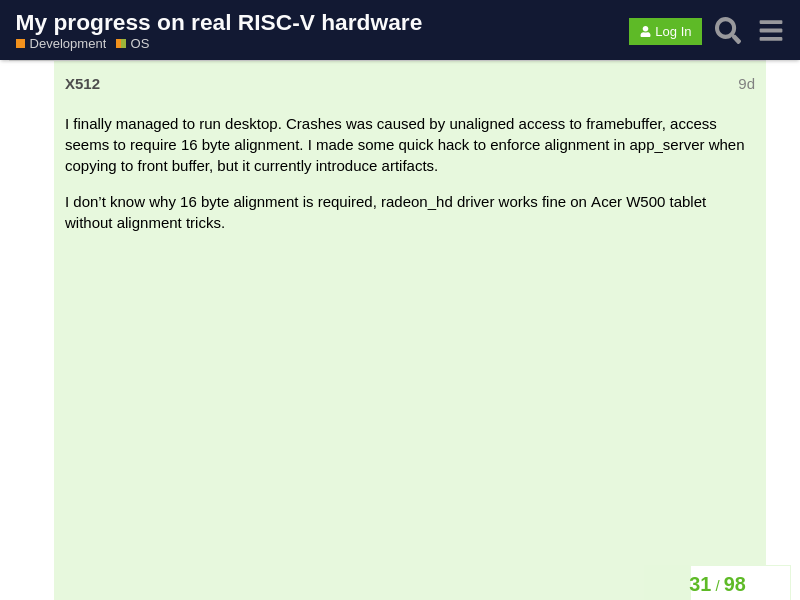 My progress on real RISC-V hardware
Development OS
Log In
X512 9d
I finally managed to run desktop. Crashes was caused by unaligned access to framebuffer, access
seems to require 16 byte alignment. I made some quick hack to enforce alignment in app_server when
copying to front buffer, but it currently introduce artifacts.
I don’t know why 16 byte alignment is required, radeon_hd driver works fine on Acer W500 tablet
without alignment tricks.
31 / 98